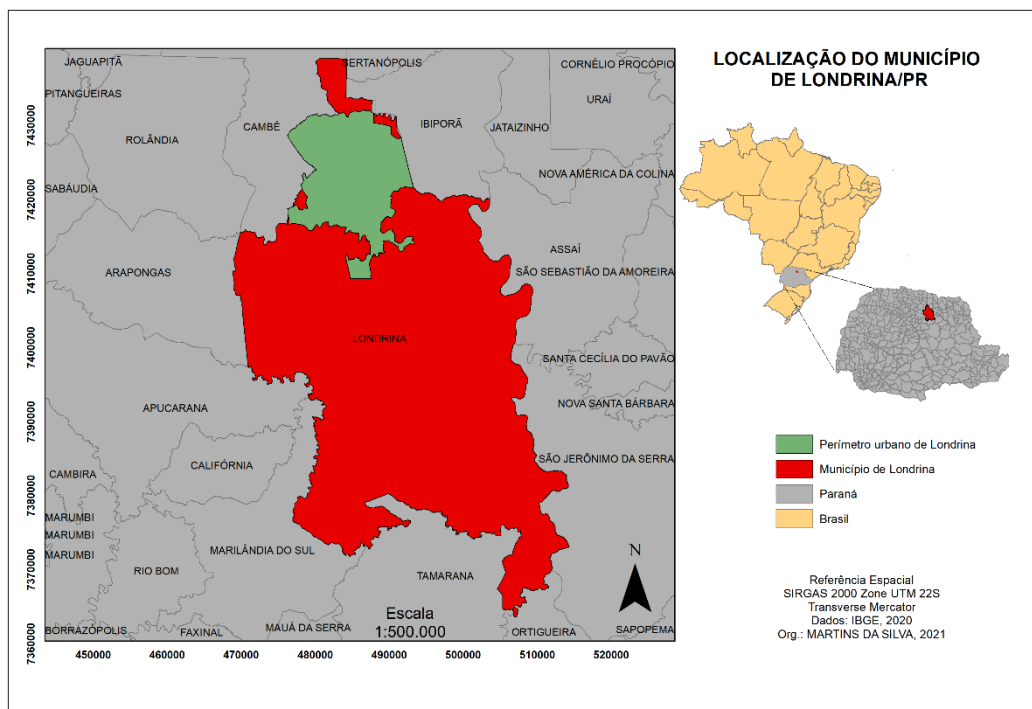 LOCALIZAÇÃO DO MUNICÍPIO
DE LONDRINA/PR
JAGUAPITÃ
SERTANÓPOLIS
CORNÉLIO PROCÓPIO
PITANGUEIRAS
URAÍ
ROLÂNDIA
CAMBÉ
IBIPORÃ
JATAIZINHO
NOVA AMÉRICA DA COLINA
SABÁUDIA
ASSAÍ
ARAPONGAS
SÃO SEBASTIÃO DA AMOREIRA
LONDRINA
SANTA CECÍLIA DO PAVÃO
APUCARANA
NOVA SANTA BÁRBARA
CALIFÓRNIA
SÃO JERÔNIMO DA SERRA
CAMBIRA
MARUMBI
MARUMBI
MARUMBI
MARILÂNDIA DO SUL
RIO BOM
TAMARANA
N
Escala
1:500.000
BORRAZÓPOLIS
FAXINAL
MAUÁ DA SERRA
ORTIGUEIRA
SAPOPEMA
7430000
7420000
7410000
7400000
7390000
7380000
7370000
7360000
450000 460000 470000 480000 490000 500000 510000 520000
Perímetro urbano de Londrina
Município de Londrina
Paraná
Brasil
Referência Espacial
SIRGAS 2000 Zone UTM 22S
Transverse Mercator
Dados: IBGE, 2020
Org.: MARTINS DA SILVA, 2021